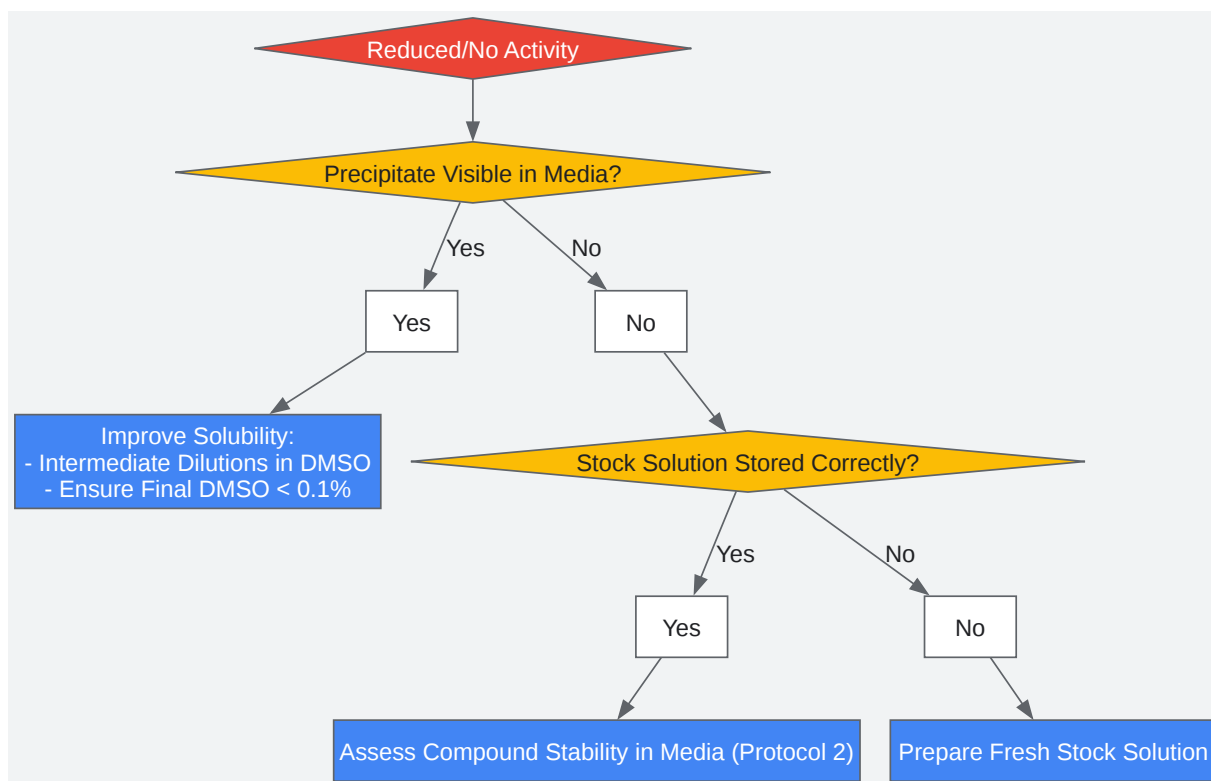 Reduced/No Activity
Precipitate Visible in Media?
Yes
No
Yes
No
Improve Solubility:
- Intermediate Dilutions in DMSO
- Ensure Final DMSO < 0.1%
Stock Solution Stored Correctly?
Yes
No
Yes
No
Assess Compound Stability in Media (Protocol 2)
Prepare Fresh Stock Solution